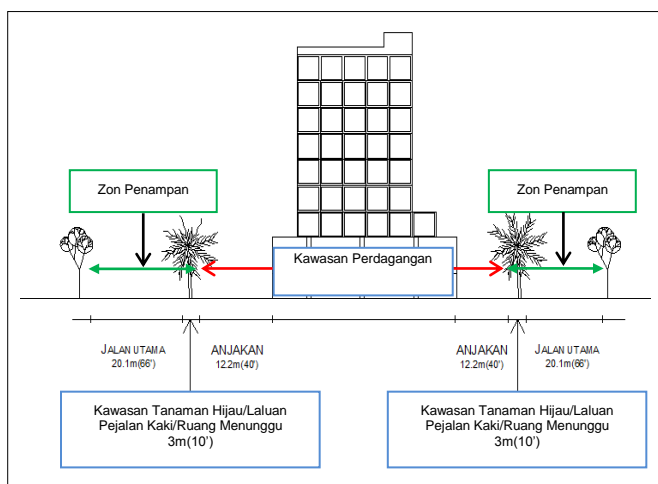 Zon Penampan
Zon Penampan
Kawasan Perdagangan
JALAN UTAMA
20.1m(66')
ANJAKAN
12.2m(40')
ANJAKAN
12.2m(40')
JALAN UTAMA
20.1m(66')
Kawasan Tanaman Hijau/Laluan
Pejalan Kaki/Ruang Menunggu
3m(10')
Kawasan Tanaman Hijau/Laluan
Pejalan Kaki/Ruang Menunggu
3m(10')